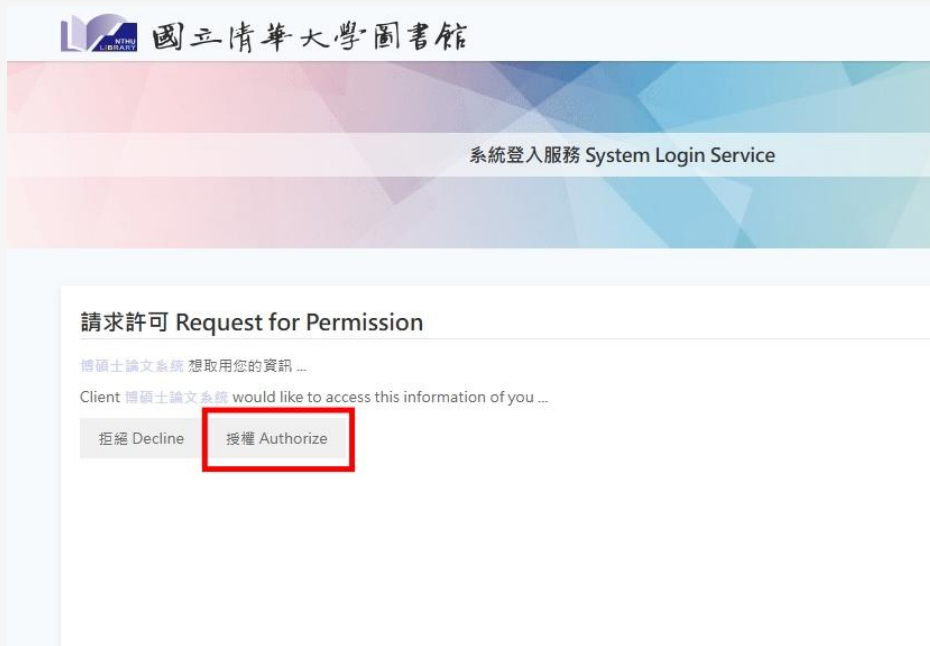 NTHU
LIBRARY
國立清華大學圖書館
系統登入服務 System Login Service
請求許可 Request for Permission
博碩士論文系統 想取用您的資訊 ...
Client 博碩士論文系統 would like to access this information of you ...
拒絕 Decline 授權 Authorize